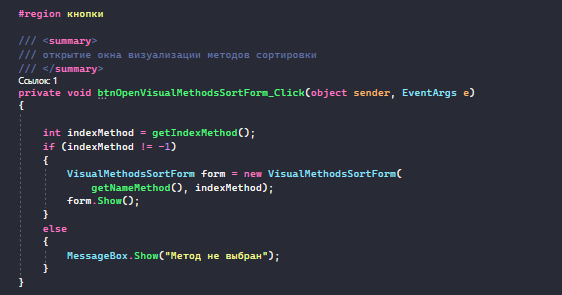 #region кнопки
/// <summary>
/// открытие окна визуализации методов сортировки
/// </summary>
Ссылок: 1
private void btnOpenVisualMethodsSortForm_Click(object sender, EventArgs e)
{
int indexMethod = getIndexMethod();
if (indexMethod != -1)
{
VisualMethodsSortForm form = new VisualMethodsSortForm(
getNameMethod(), indexMethod);
form.Show();
}
else
{
MessageBox.Show("Метод не выбран");
}
}